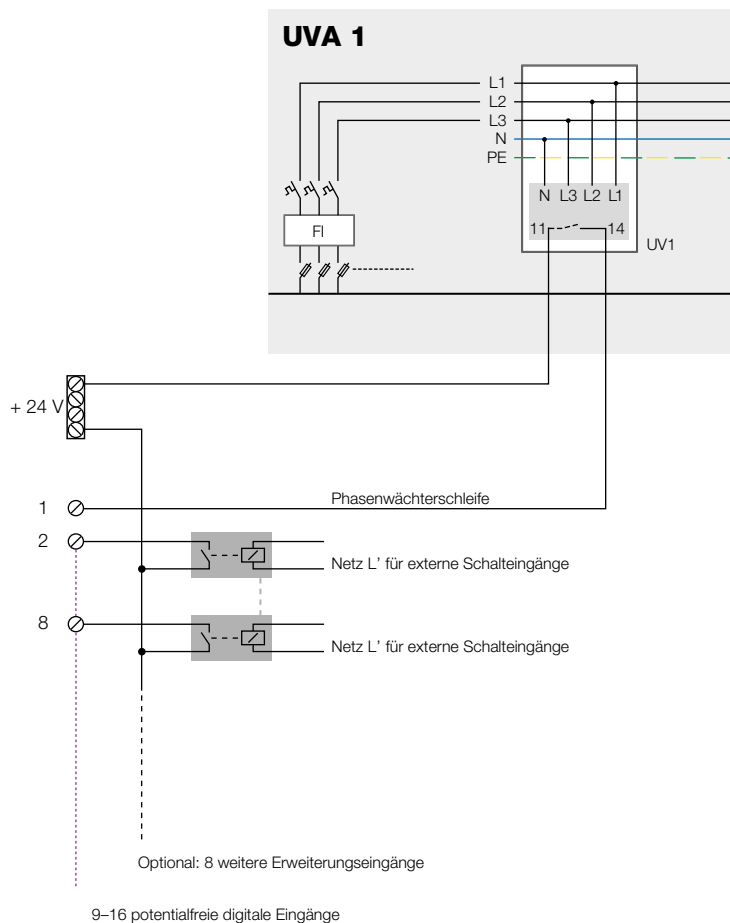 UVA 1
L1
L2
L3
N
PE
N L3 L2 L1
11 14
UV1
FI
+ 24 V
1
Phasenwächterschleife
2
Netz L' für externe Schalteingänge
8
Netz L' für externe Schalteingänge
Optional: 8 weitere Erweiterungseingänge
9–16 potentialfreie digitale Eingänge